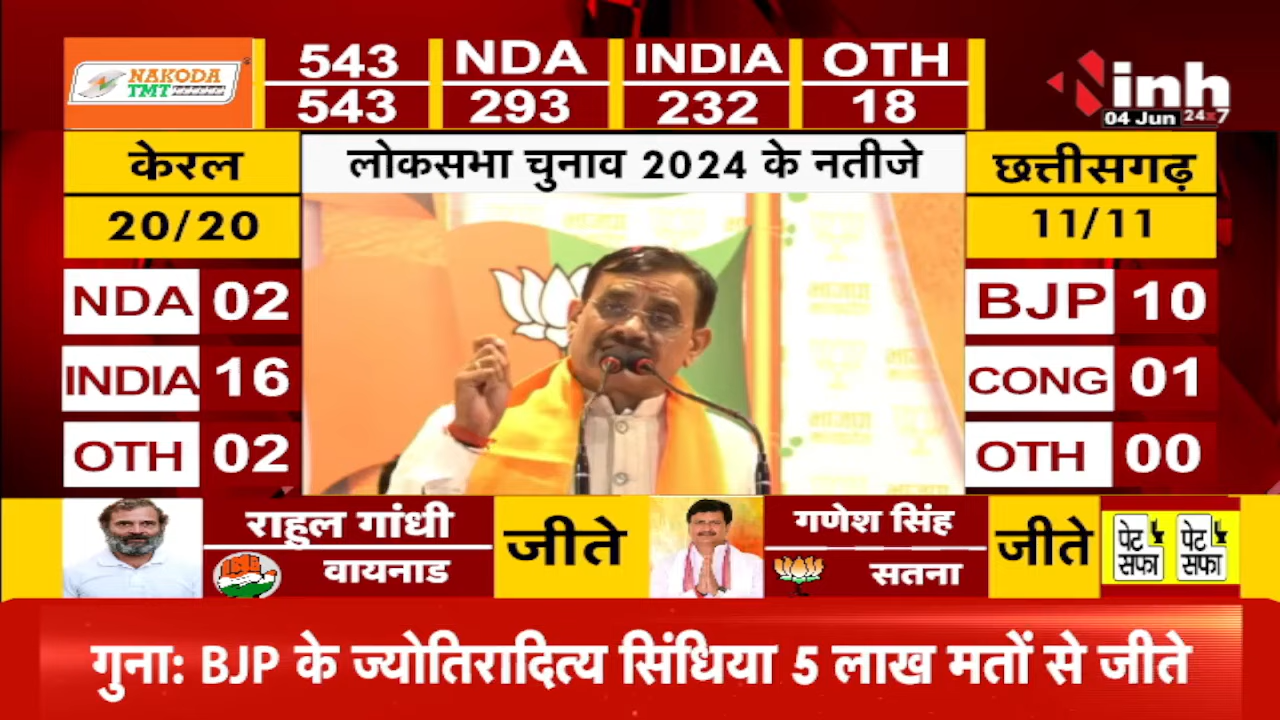 NAKODA
TMT
543 NDA INDIA OTH
543 293 232 18
inh
04 Jun 24x7
केरल
20/20
NDA 02
INDIA 16
OTH 02
लोकसभा चुनाव 2024 के नतीजे
छत्तीसगढ़
11/11
BJP 10
CONG 01
OTH 00
राहुल गांधी
वायनाड
जीते
गणेश सिंह
सतना
जीते
पेट सफा
पेट सफा
गुना: BJP के ज्योतिरादित्य सिंधिया 5 लाख मतों से जीते